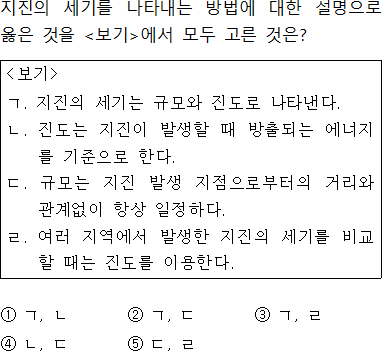 지진의 세기를 나타내는 방법에 대한 설명으로
옳은 것을 <보기>에서 모두 고른 것은?
<보기>
ㄱ. 지진의 세기는 규모와 진도로 나타낸다.
ㄴ. 진도는 지진이 발생할 때 방출되는 에너지
를 기준으로 한다.
ㄷ. 규모는 지진 발생 지점으로부터의 거리와
관계없이 항상 일정하다.
ㄹ. 여러 지역에서 발생한 지진의 세기를 비교
할 때는 진도를 이용한다.
① ㄱ, ㄴ ② ㄱ, ㄷ ③ ㄱ, ㄹ
④ ㄴ, ㄷ ⑤ ㄷ, ㄹ